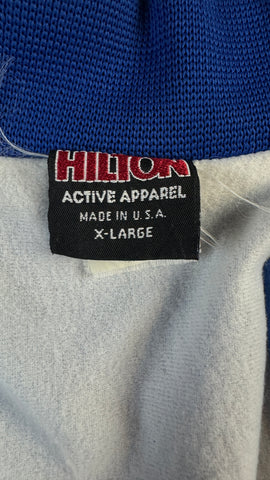 HILTON
ACTIVE APPAREL
MADE IN U.S.A.
X-LARGE